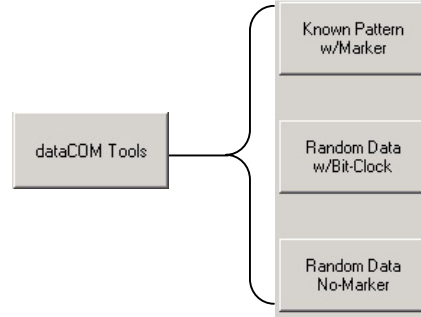 dataCOM Tools
Known Pattern
w/Marker
Random Data
w/Bit-Clock
Random Data
No-Marker